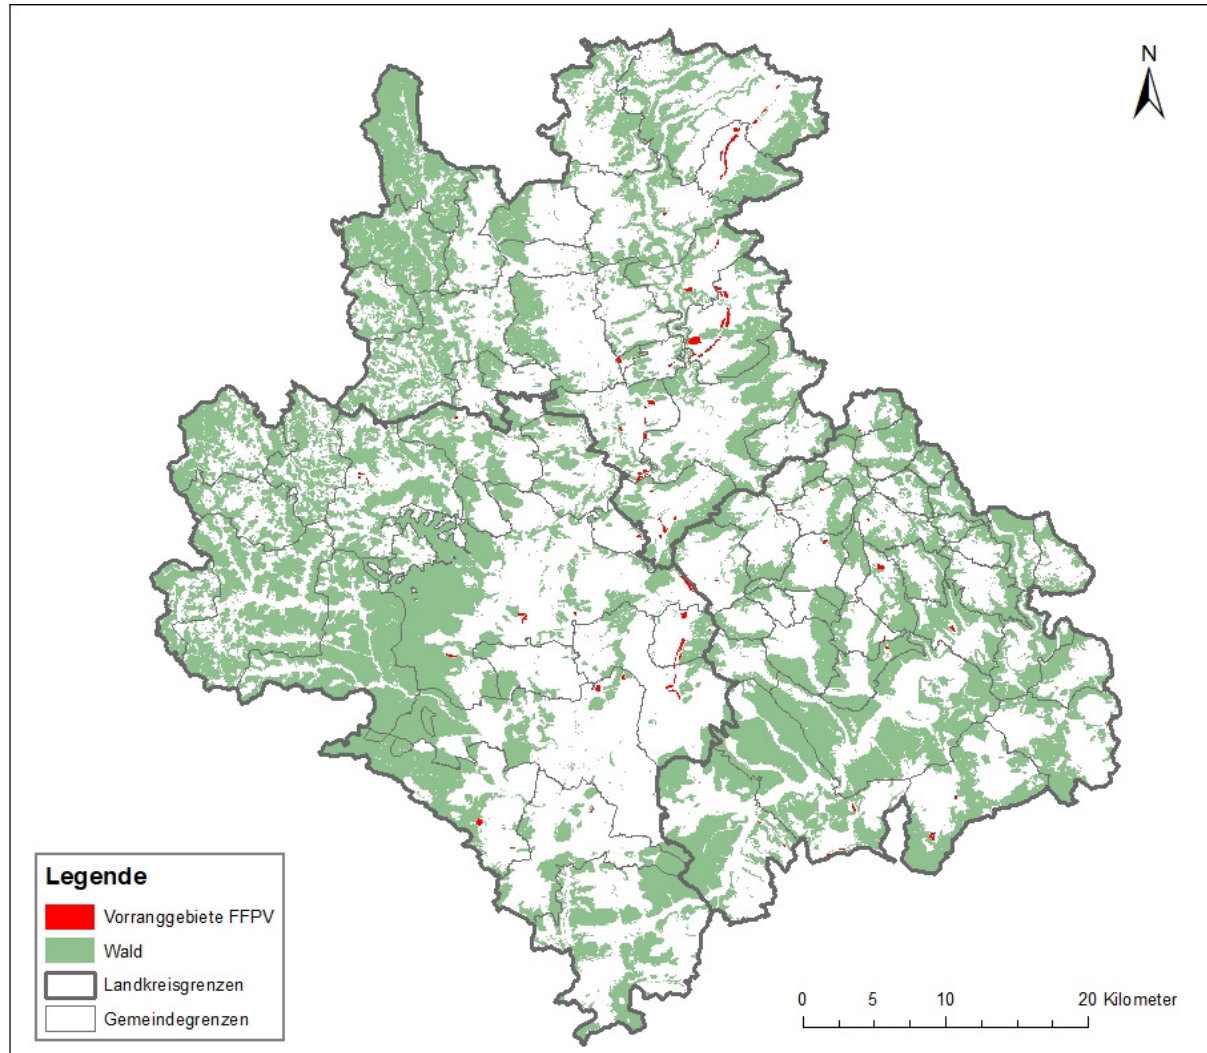 N
Legende
Vorranggebiete FFPV
Wald
Landkreisgrenzen
Gemeindegrenzen
0 5 10 20 Kilometer